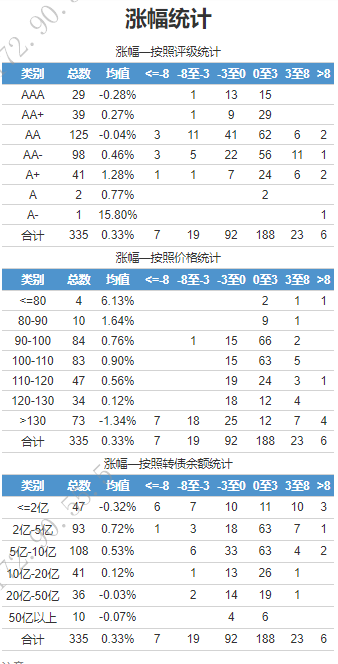 涨幅统计
涨幅—按照评级统计
类别 总数 均值 <=-8 -8至-3 -3至0 0至3 3至8 >8
AAA 29 -0.28% 1 13 15
AA+ 39 0.27% 1 9 29
AA 125 -0.04% 3 11 41 62 6 2
AA- 98 0.46% 3 5 22 56 11 1
A+ 41 1.28% 1 1 7 24 6 2
A 2 0.77% 2
A- 1 15.80% 1
合计 335 0.33% 7 19 92 188 23 6
涨幅—按照价格统计
类别 总数 均值 <=-8 -8至-3 -3至0 0至3 3至8 >8
<=80 4 6.13% 2 1 1
80-90 10 1.64% 9 1
90-100 84 0.76% 1 15 66 2
100-110 83 0.90% 15 63 5
110-120 47 0.56% 19 24 3 1
120-130 34 0.12% 18 12 4
>130 73 -1.34% 7 18 25 12 7 4
合计 335 0.33% 7 19 92 188 23 6
涨幅—按照转债余额统计
类别 总数 均值 <=-8 -8至-3 -3至0 0至3 3至8 >8
<=2亿 47 -0.32% 6 7 10 11 10 3
2亿-5亿 93 0.72% 1 3 18 63 7 1
5亿-10亿 108 0.53% 6 33 63 4 2
10亿-20亿 41 0.12% 1 13 26 1
20亿-50亿 36 -0.03% 2 14 19 1
50亿以上 10 -0.07% 4 6
合计 335 0.33% 7 19 92 188 23 6